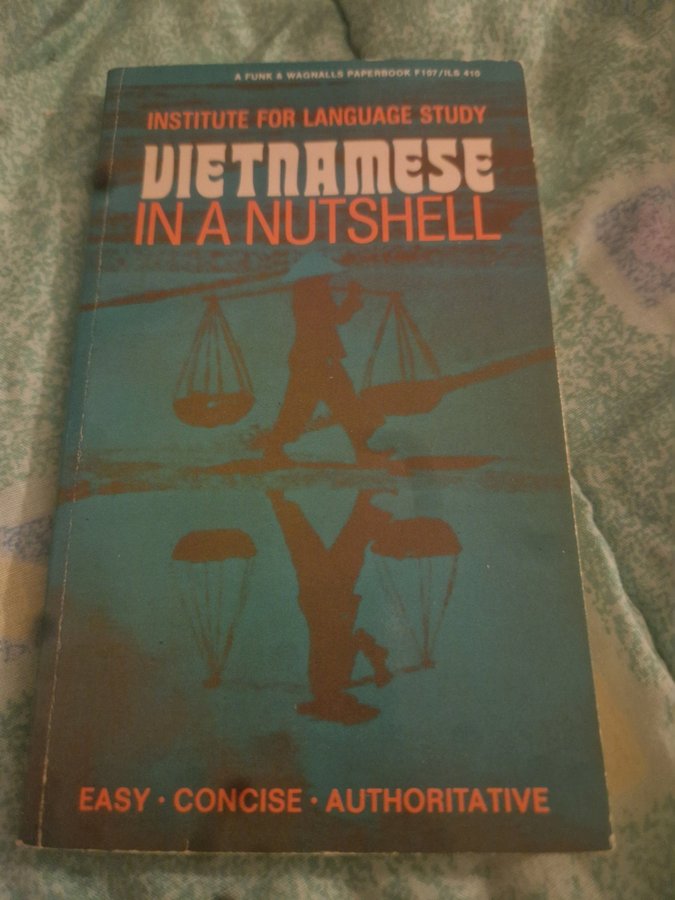 A FUNK & WAGNALLS PAPERBOOK F107/ILS 410
INSTITUTE FOR LANGUAGE STUDY
VIETNAMESE
IN A NUTSHELL
EASY · CONCISE · AUTHORITATIVE